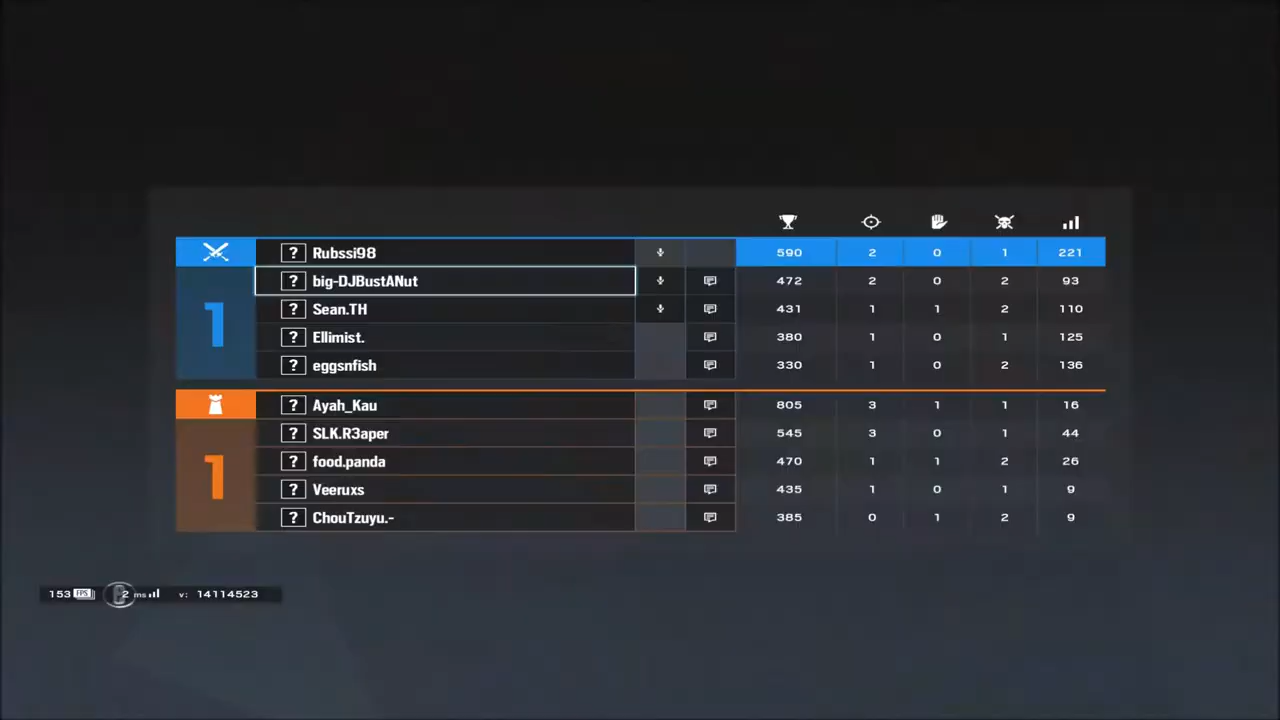 ? Rubssi98 590 2 0 1 221
? big-DJBustANut 472 2 0 2 93
1
? Sean.TH 431 1 1 2 110
? Ellimist. 380 1 0 1 125
? eggsnfish 330 1 0 2 136
? Ayah_Kau 805 3 1 1 16
? SLK.R3aper 545 3 0 1 44
1
? food.panda 470 1 1 2 26
? Veeruxs 435 1 0 1 9
? ChouTzuyu.- 385 0 1 2 9
153 FPS 2 ms v: 14114523